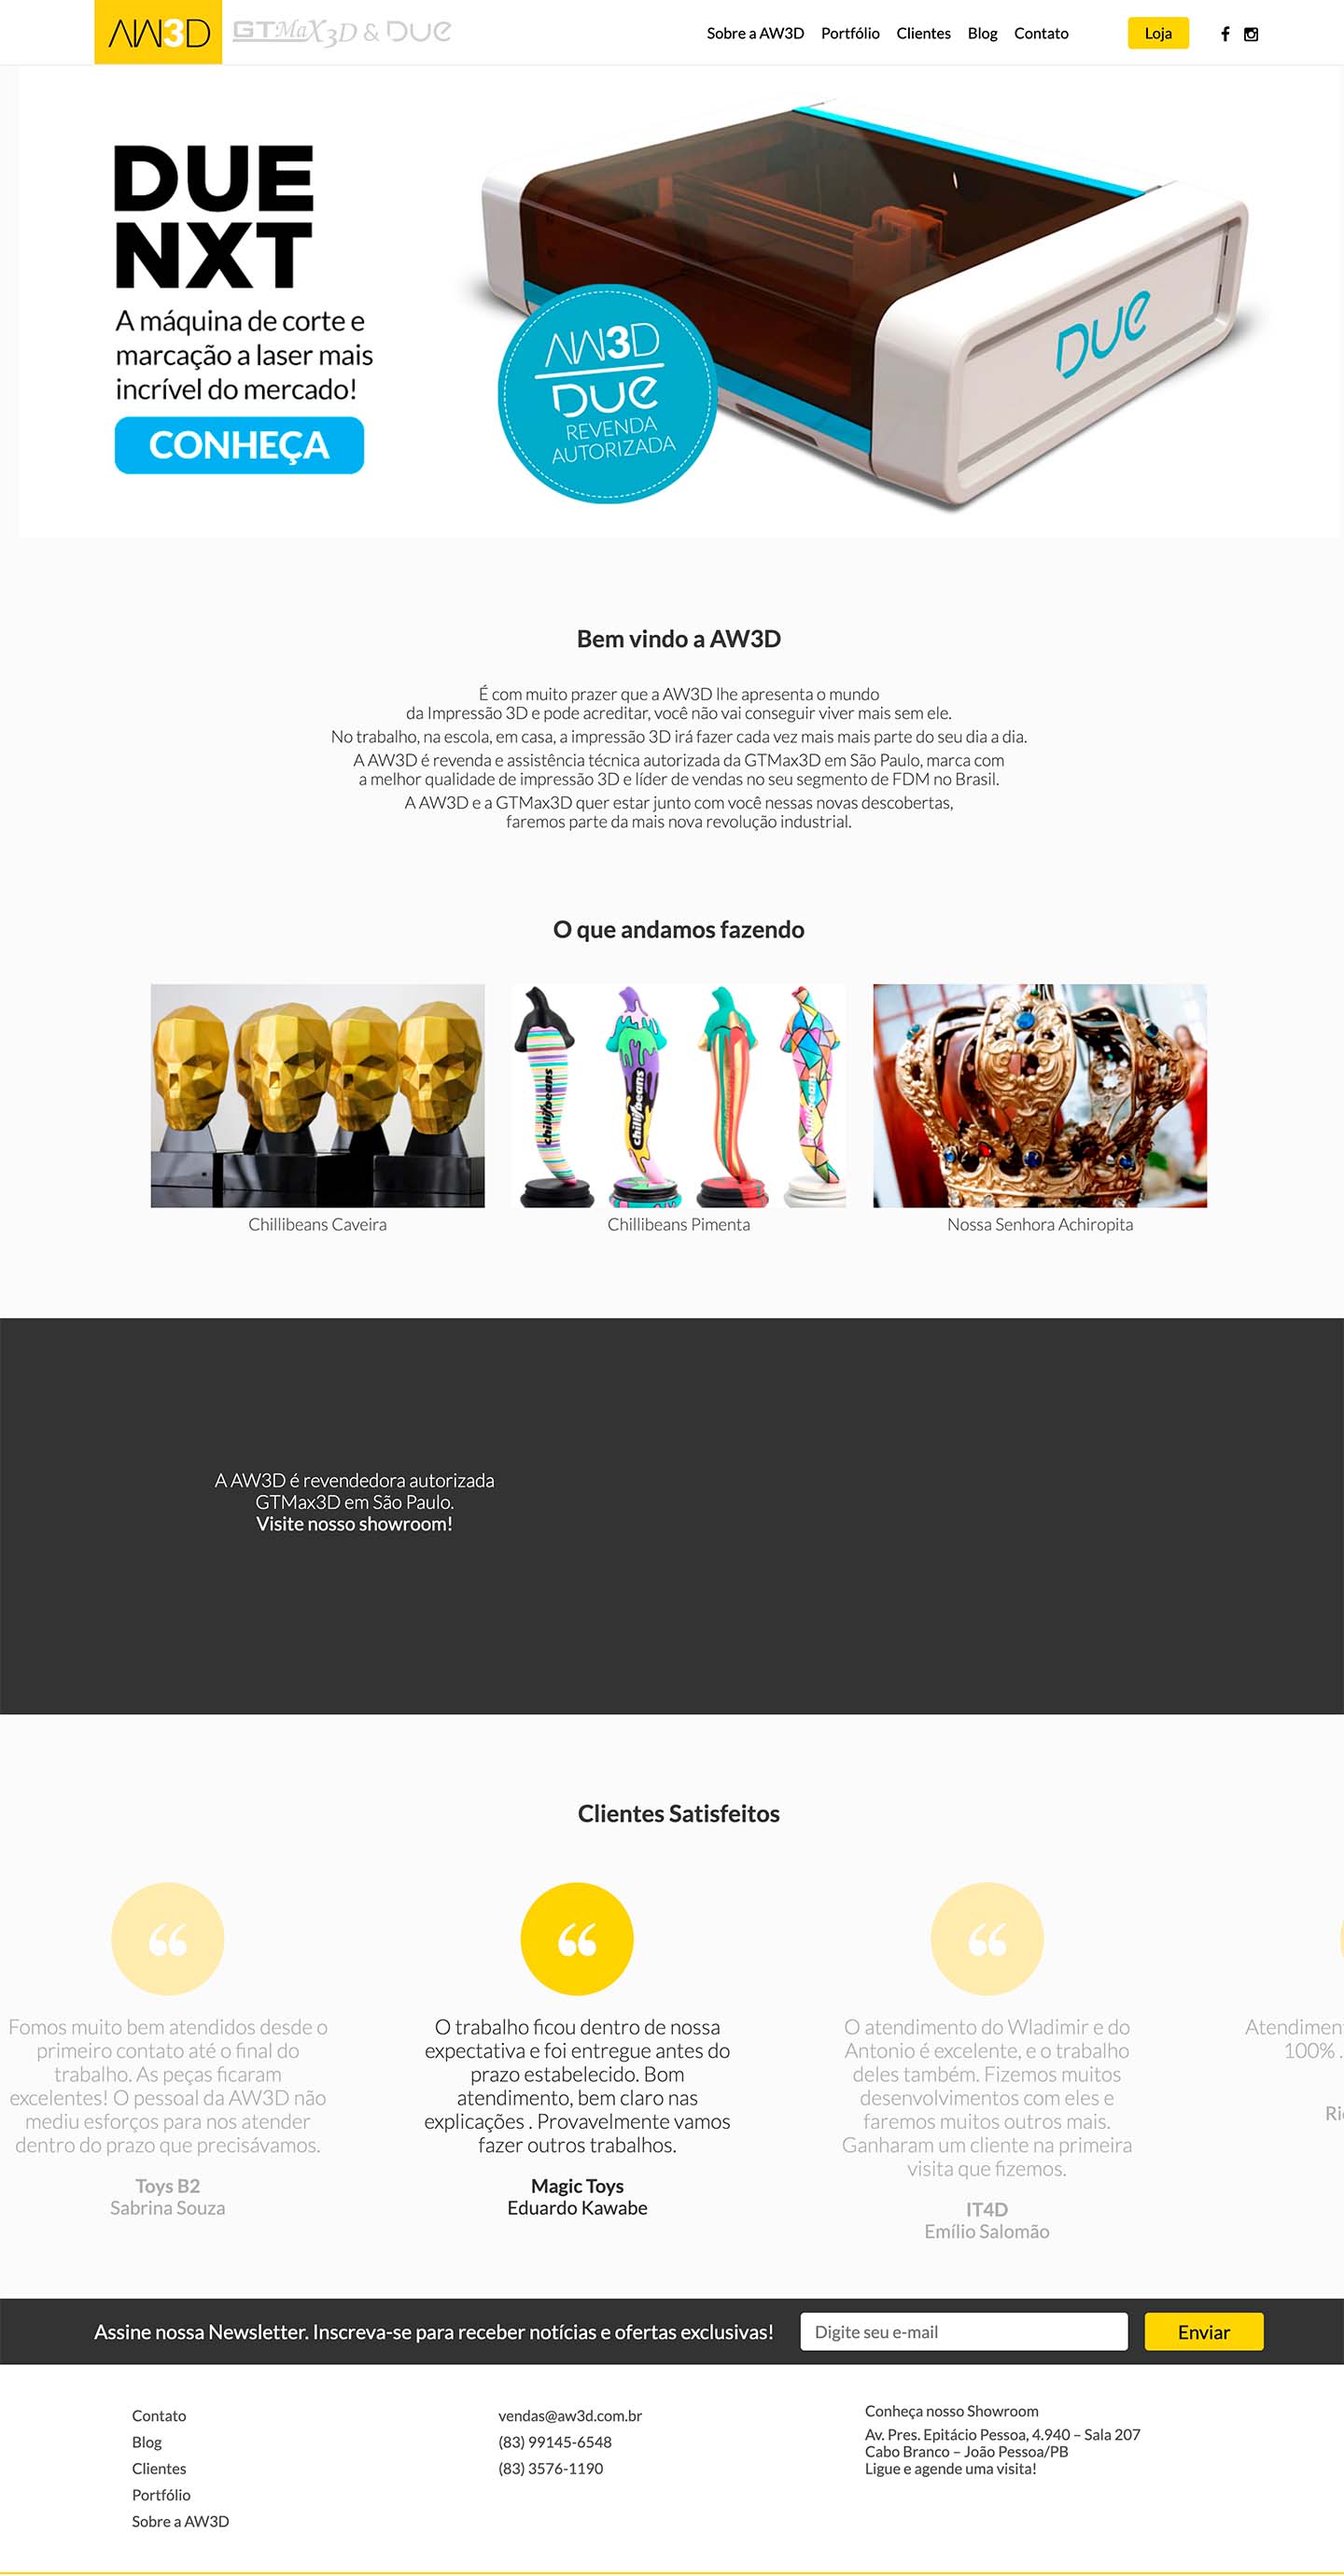 AW3D GTMaX3D & DUE
Sobre a AW3D Portfólio Clientes Blog Contato Loja
DUE
NXT
A máquina de corte e
marcação a laser mais
incrível do mercado!
CONHEÇA
AW3D
DUE
REVENDA
AUTORIZADA
DUE
Bem vindo a AW3D
É com muito prazer que a AW3D lhe apresenta o mundo
da Impressão 3D e pode acreditar, você não vai conseguir viver mais sem ele.
No trabalho, na escola, em casa, a impressão 3D irá fazer cada vez mais mais parte do seu dia a dia.
A AW3D é revenda e assistência técnica autorizada da GTMax3D em São Paulo, marca com
a melhor qualidade de impressão 3D e líder de vendas no seu segmento de FDM no Brasil.
A AW3D e a GTMax3D quer estar junto com você nessas novas descobertas,
faremos parte da mais nova revolução industrial.
O que andamos fazendo
chillibeans
chillibeans
Chillibeans Caveira
Chillibeans Pimenta
Nossa Senhora Achiropita
A AW3D é revendedora autorizada
GTMax3D em São Paulo.
Visite nosso showroom!
Clientes Satisfeitos
Fomos muito bem atendidos desde o
primeiro contato até o final do
trabalho. As peças ficaram
excelentes! O pessoal da AW3D não
mediu esforços para nos atender
dentro do prazo que precisávamos.
Toys B2
Sabrina Souza
O trabalho ficou dentro de nossa
expectativa e foi entregue antes do
prazo estabelecido. Bom
atendimento, bem claro nas
explicações . Provavelmente vamos
fazer outros trabalhos.
Magic Toys
Eduardo Kawabe
O atendimento do Wladimir e do
Antonio é excelente, e o trabalho
deles também. Fizemos muitos
desenvolvimentos com eles e
faremos muitos outros mais.
Ganharam um cliente na primeira
visita que fizemos.
IT4D
Emílio Salomão
Atendimen
100% .
Ri
Assine nossa Newsletter. Inscreva-se para receber notícias e ofertas exclusivas! Digite seu e-mail Enviar
Contato
Blog
Clientes
Portfólio
Sobre a AW3D
vendas@aw3d.com.br
(83) 99145-6548
(83) 3576-1190
Conheça nosso Showroom
Av. Pres. Epitácio Pessoa, 4.940 – Sala 207
Cabo Branco – João Pessoa/PB
Ligue e agende uma visita!